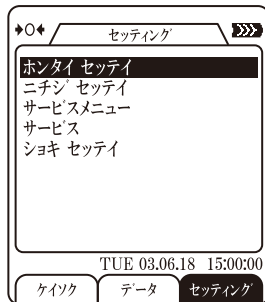 →0← セッティング
ホンタイ セッテイ
ニチジ セッテイ
サービスメニュー
サービス
ショキ セッテイ
TUE 03.06.18 15:00:00
ケイソク データ セッティング